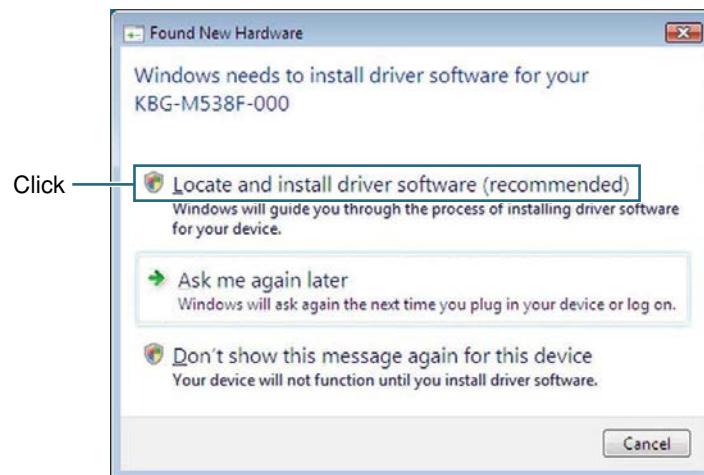 Found New Hardware
Windows needs to install driver software for your
KBG-M538F-000
Click
Locate and install driver software (recommended)
Windows will guide you through the process of installing driver software
for your device.
Ask me again later
Windows will ask again the next time you plug in your device or log on.
Don't show this message again for this device
Your device will not function until you install driver software.
Cancel